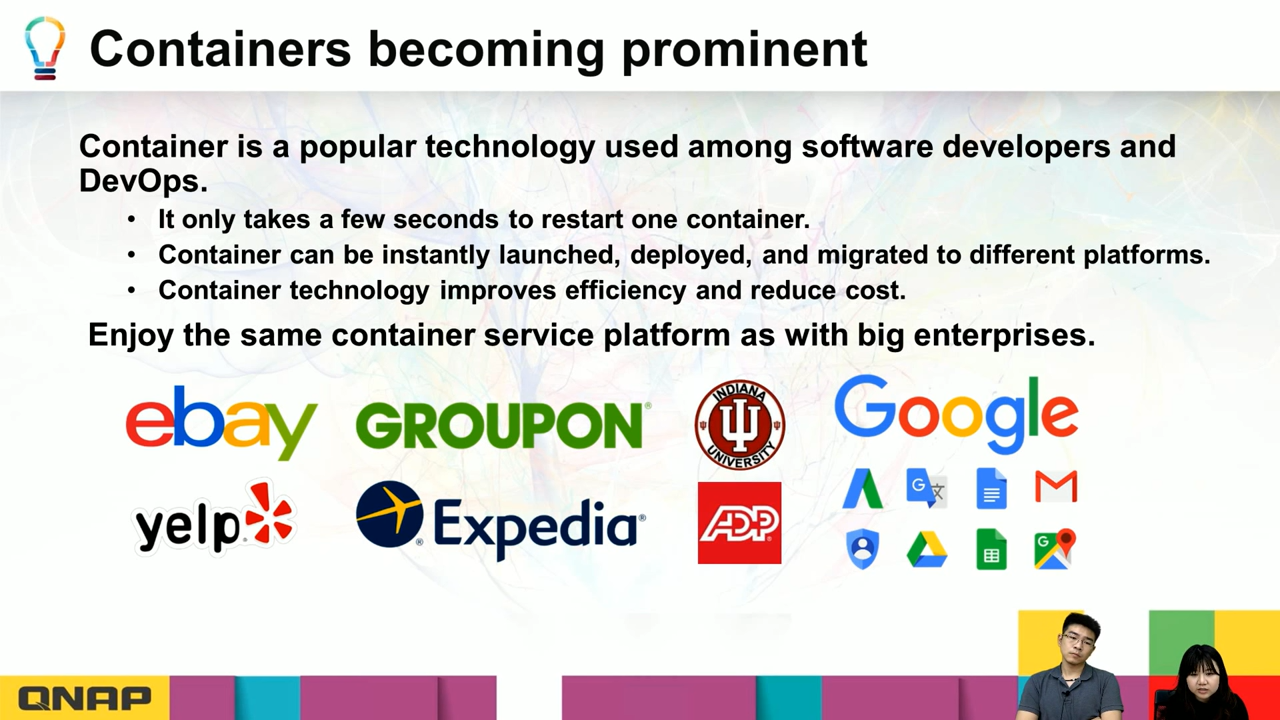 Containers becoming prominent
Container is a popular technology used among software developers and
DevOps.
• It only takes a few seconds to restart one container.
• Container can be instantly launched, deployed, and migrated to different platforms.
• Container technology improves efficiency and reduce cost.
Enjoy the same container service platform as with big enterprises.
ebay
GROUPON®
INDIANA
UNIVERSITY
Google
yelp
Expedia®
ADP
G
G
QNAP